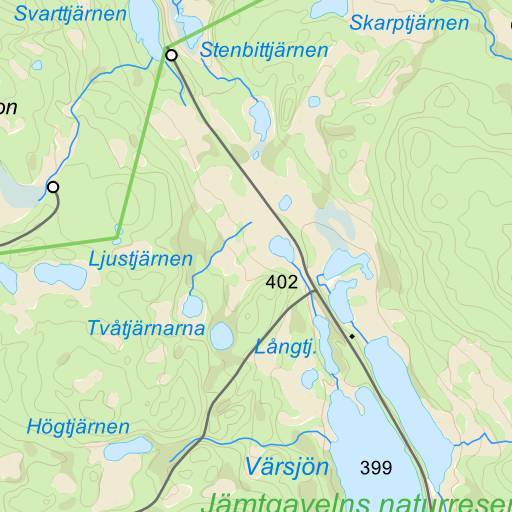 Svarttjärnen
Skarptjärnen
Stenbittjärnen
on
Ljustjärnen
402
Tvåtjärnarna
Långtj.
Högtjärnen
Värsjön
399
Jämtgavelns naturreser